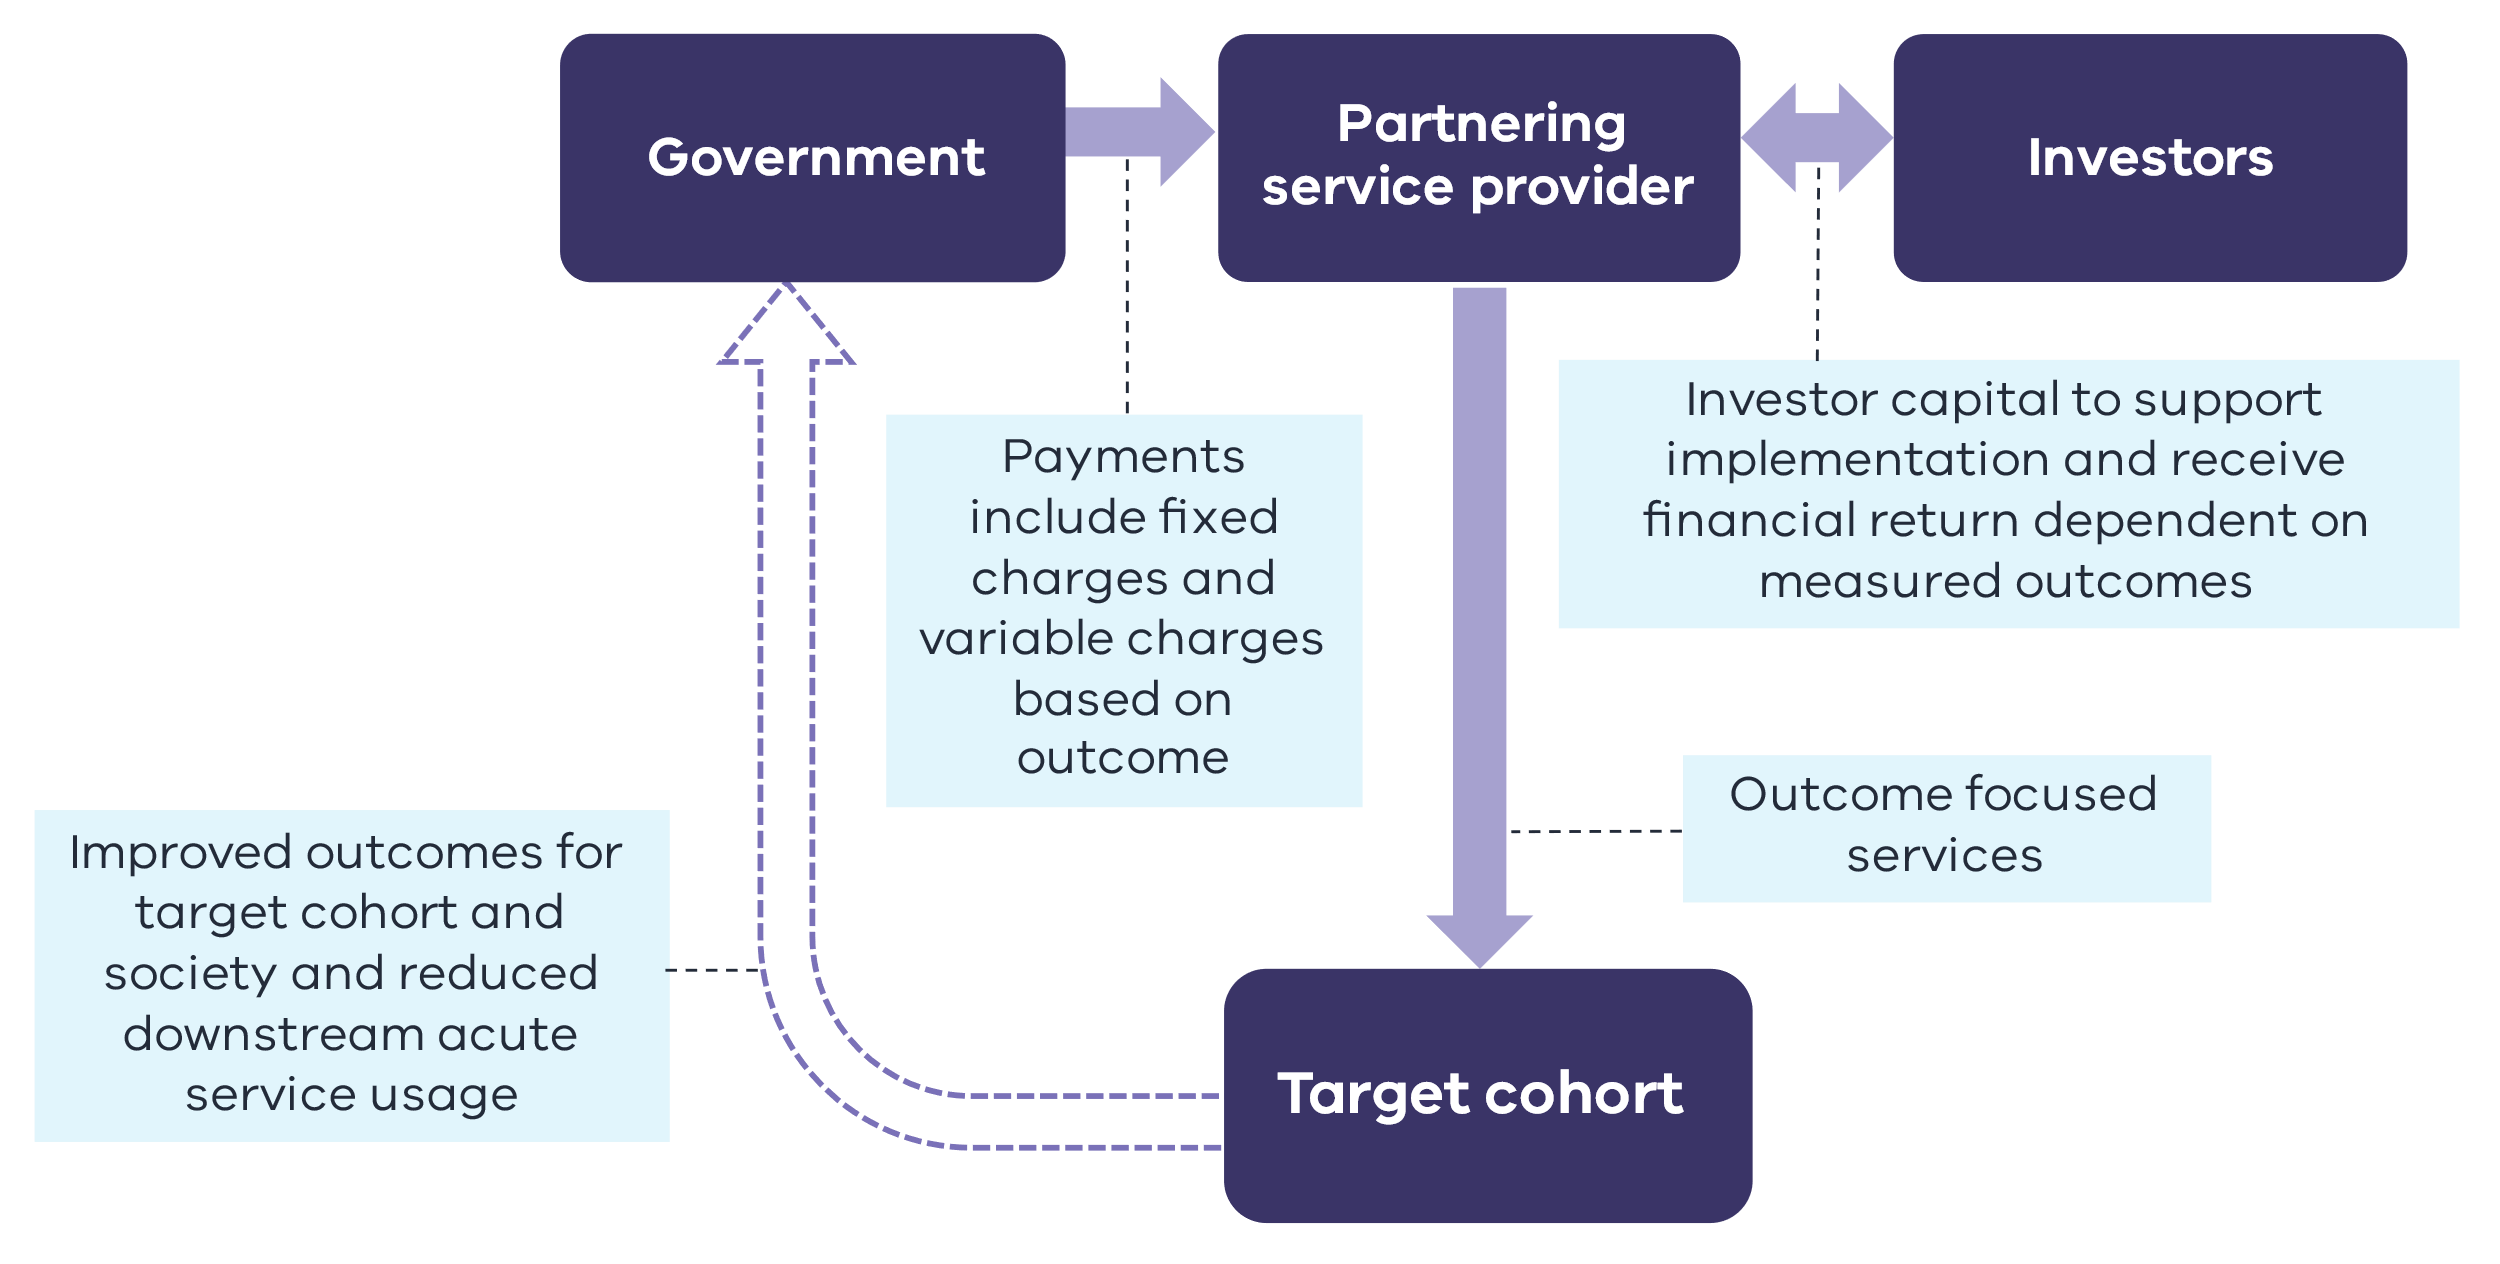 Government
Partnering
service provider
Investors
Payments
include fixed
charges and
variable charges
based on
outcome
Investor capital to support
implementation and receive
financial return dependent on
measured outcomes
Outcome focused
services
Improved outcomes for
target cohort and
society and reduced
downstream acute
service usage
Target cohort